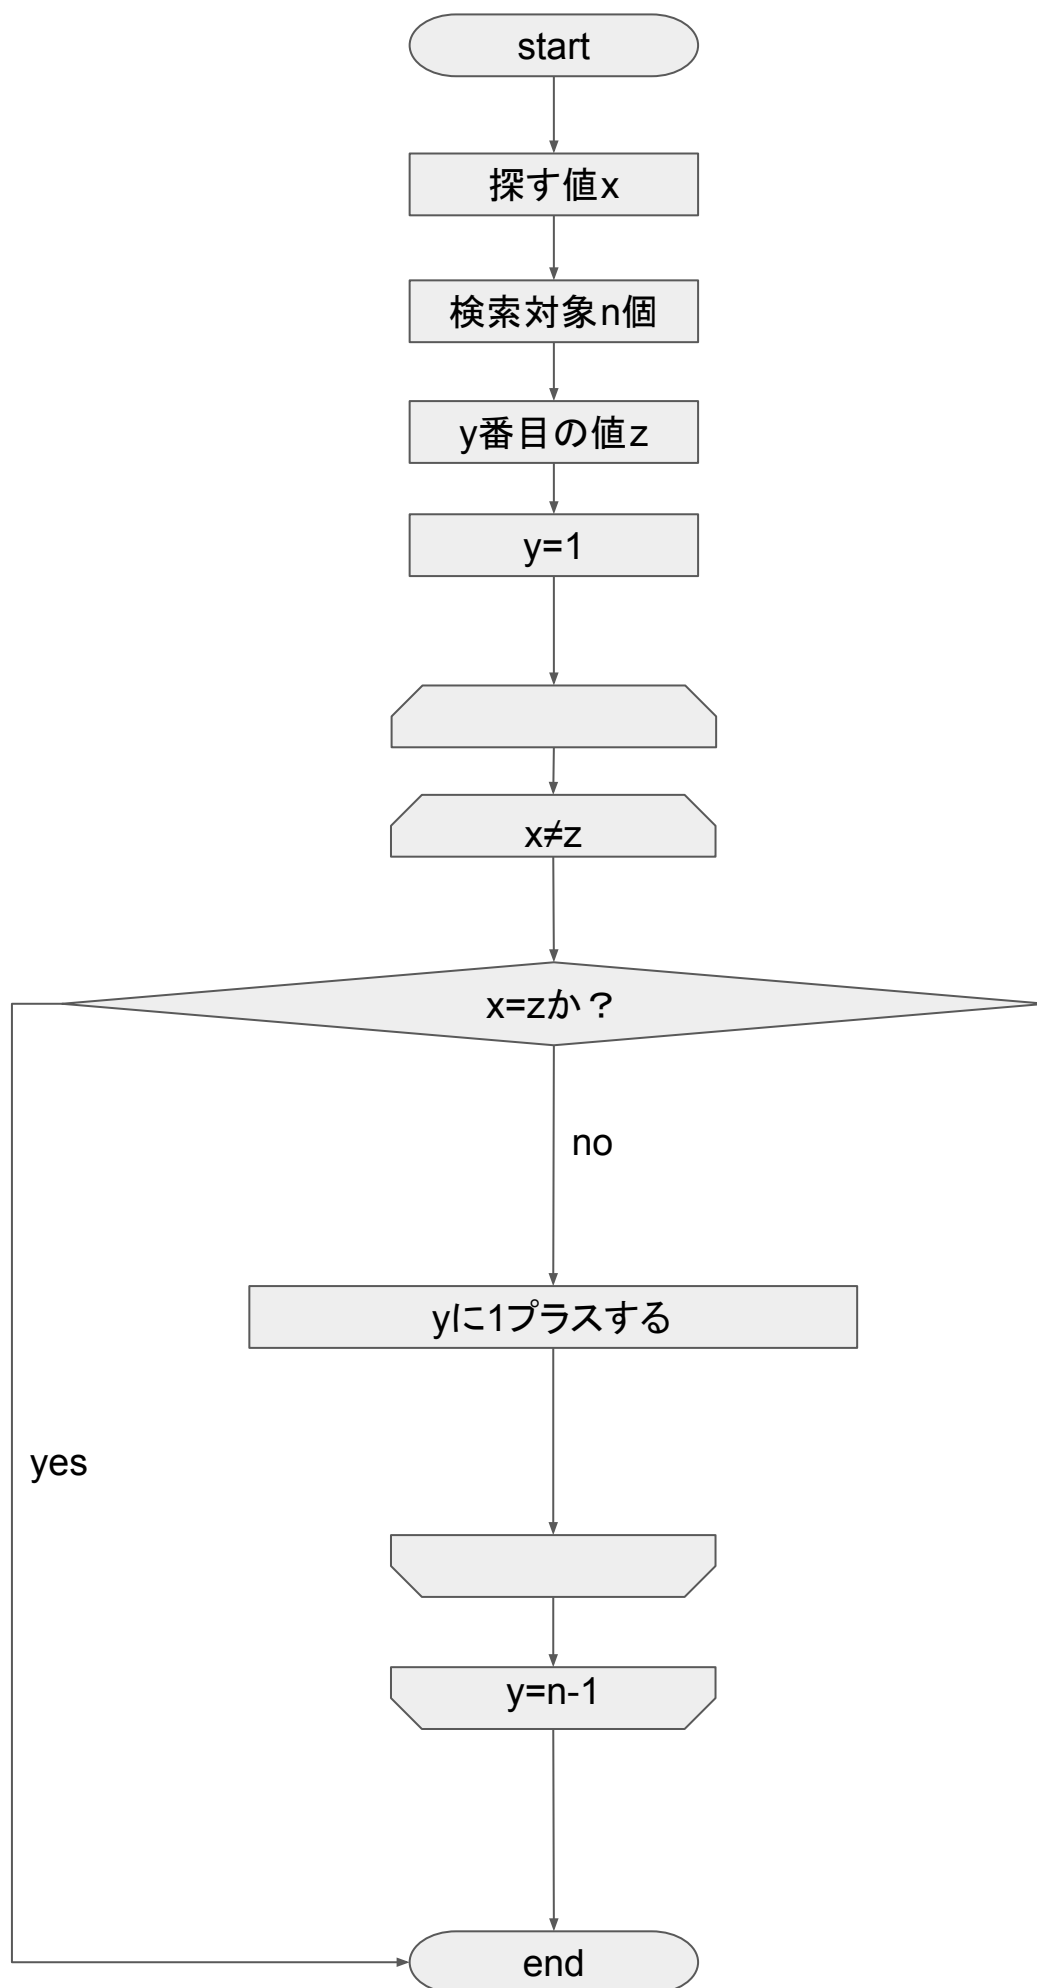 start
探す値x
検索対象n個
y番目の値z
y=1
x≠z
x=zか？
no
yに1プラスする
yes
y=n-1
end